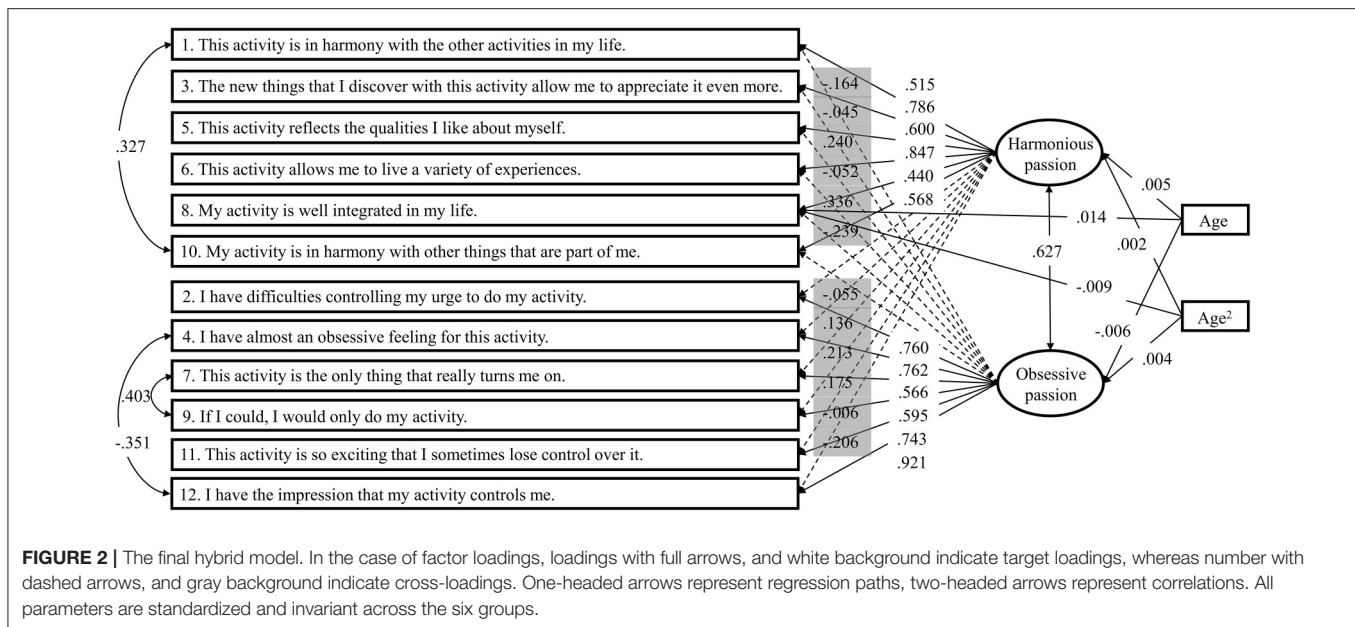 1. This activity is in harmony with the other activities in my life.
3. The new things that I discover with this activity allow me to appreciate it even more.
5. This activity reflects the qualities I like about myself.
6. This activity allows me to live a variety of experiences.
8. My activity is well integrated in my life.
10. My activity is in harmony with other things that are part of me.
2. I have difficulties controlling my urge to do my activity.
4. I have almost an obsessive feeling for this activity.
7. This activity is the only thing that really turns me on.
9. If I could, I would only do my activity.
11. This activity is so exciting that I sometimes lose control over it.
12. I have the impression that my activity controls me.
.327
.403
-.351
-.164
-.045
.240
-.052
.336
-.239
-.055
.136
.213
.175
-.006
-.206
.515
.786
.600
.847
.440
.568
.760
.762
.566
.595
.743
.921
Harmonious
passion
.627
Obsessive
passion
.005
.014
.002
-.009
-.006
.004
Age
Age²
FIGURE 2 | The final hybrid model. In the case of factor loadings, loadings with full arrows, and white background indicate target loadings, whereas number with
dashed arrows, and gray background indicate cross-loadings. One-headed arrows represent regression paths, two-headed arrows represent correlations. All
parameters are standardized and invariant across the six groups.